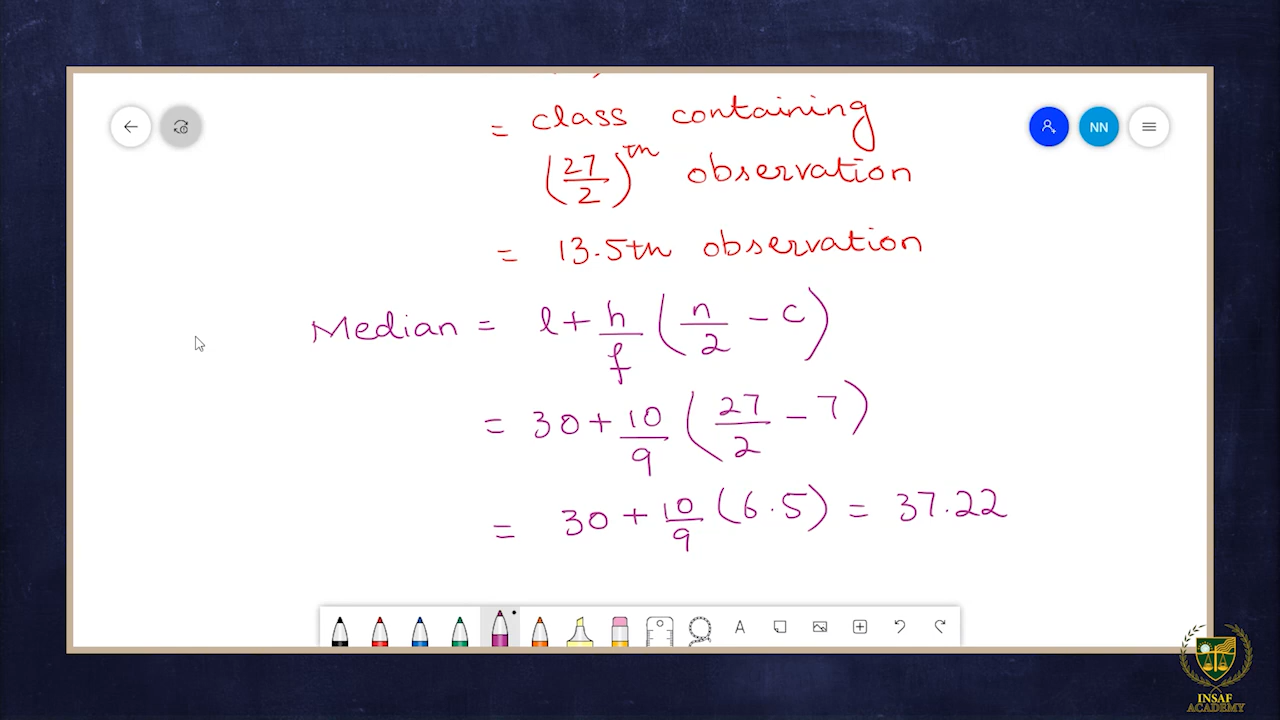 = class containing
(27/2)th observation
= 13.5th observation
Median = l + h/f (n/2 - c)
= 30 + 10/9 (27/2 - 7)
= 30 + 10/9 (6.5) = 37.22
NN
A
INSAF
ACADEMY